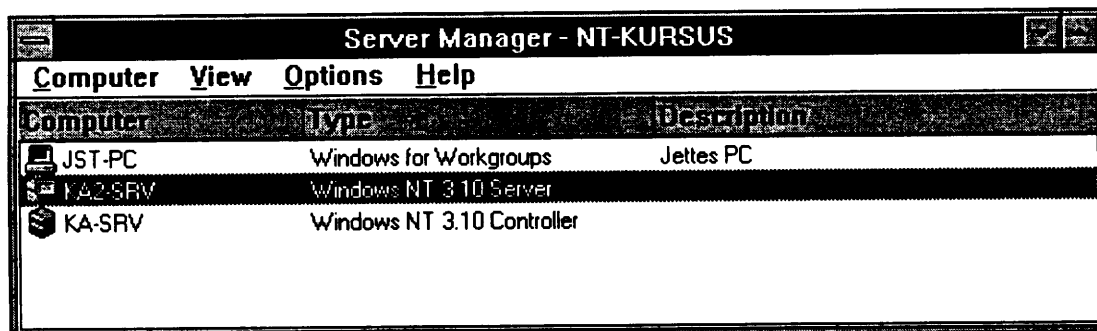 Server Manager - NT-KURSUS
Computer View Options Help
Computer Type Description
JST-PC Windows for Workgroups Jettes PC
KA2-SRV Windows NT 3.10 Server
KA-SRV Windows NT 3.10 Controller